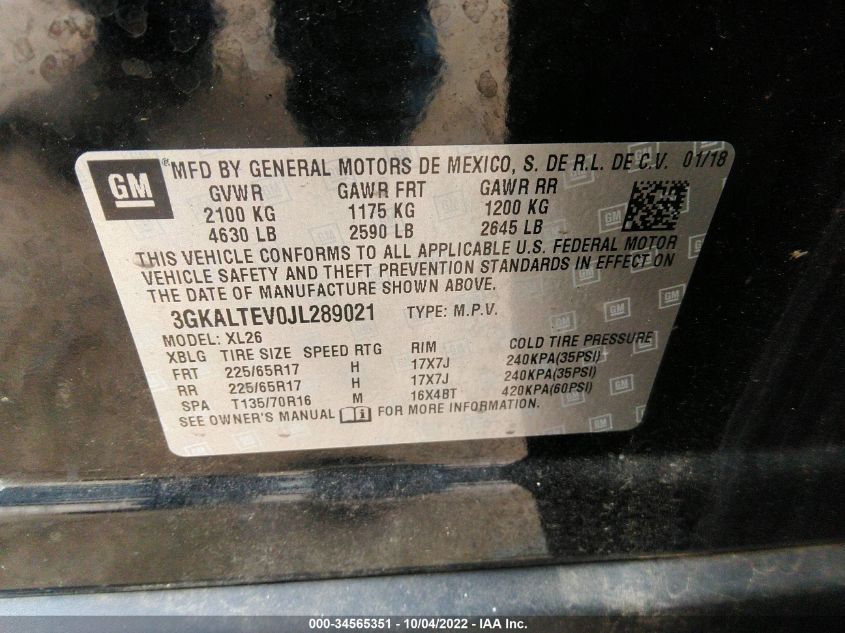 GM
® MFD BY GENERAL MOTORS DE MEXICO, S. DE R.L. DE C.V. 01/18
GVWR GAWR FRT GAWR RR
2100 KG 1175 KG 1200 KG
4630 LB 2590 LB 2645 LB
THIS VEHICLE CONFORMS TO ALL APPLICABLE U.S. FEDERAL MOTOR
VEHICLE SAFETY AND THEFT PREVENTION STANDARDS IN EFFECT ON
THE DATE OF MANUFACTURE SHOWN ABOVE.
3GKALTEV0JL289021 TYPE: M.P.V.
MODEL: XL26
XBLG TIRE SIZE SPEED RTG RIM COLD TIRE PRESSURE
FRT 225/65R17 H 17X7J 240KPA(35PSI)
RR 225/65R17 H 17X7J 240KPA(35PSI)
SPA T135/70R16 M 16X4BT 420KPA(60PSI)
SEE OWNER'S MANUAL FOR MORE INFORMATION.
000-34565351 - 10/04/2022 - IAA Inc.